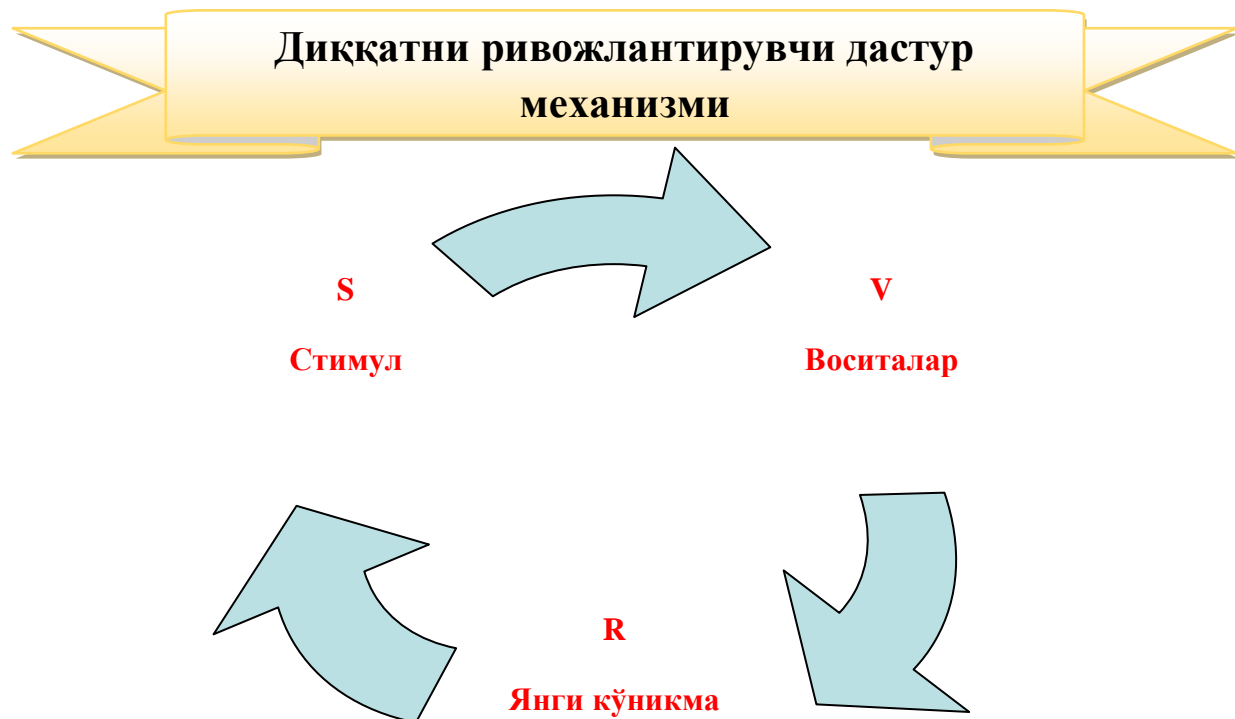 Диққатни ривожлантирувчи дастур
механизми
S
Стимул
V
Воситалар
R
Янги кўникма